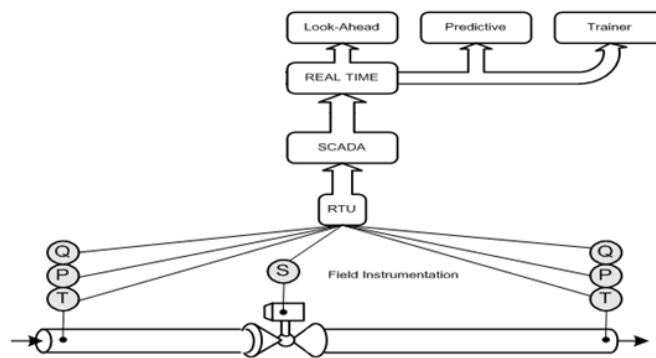 Look-Ahead
Predictive
Trainer
REAL TIME
SCADA
RTU
Q
P
T
S
Field Instrumentation
Q
P
T